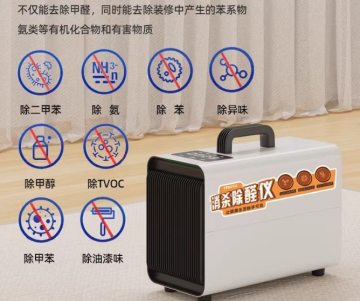 不仅能去除甲醛，同时能去除装修中产生的苯系物
氨类等有机化合物和有害物质
NH 3-
n
除二甲苯
除 氨
除 苯
除异味
除甲醇
除TVOC
消杀除醛仪
除甲苯
除油漆味